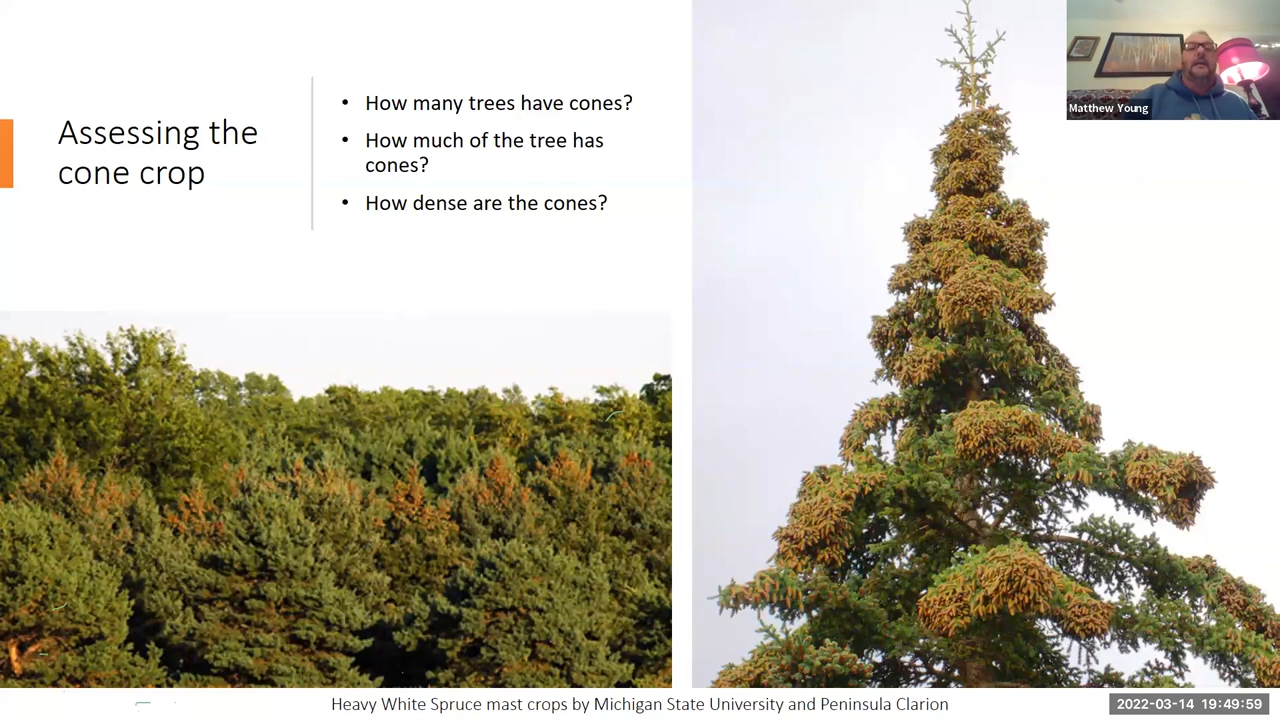 Assessing the
cone crop
• How many trees have cones?
• How much of the tree has
cones?
• How dense are the cones?
Matthew Young
Heavy White Spruce mast crops by Michigan State University and Peninsula Clarion
2022-03-14 19:49:59